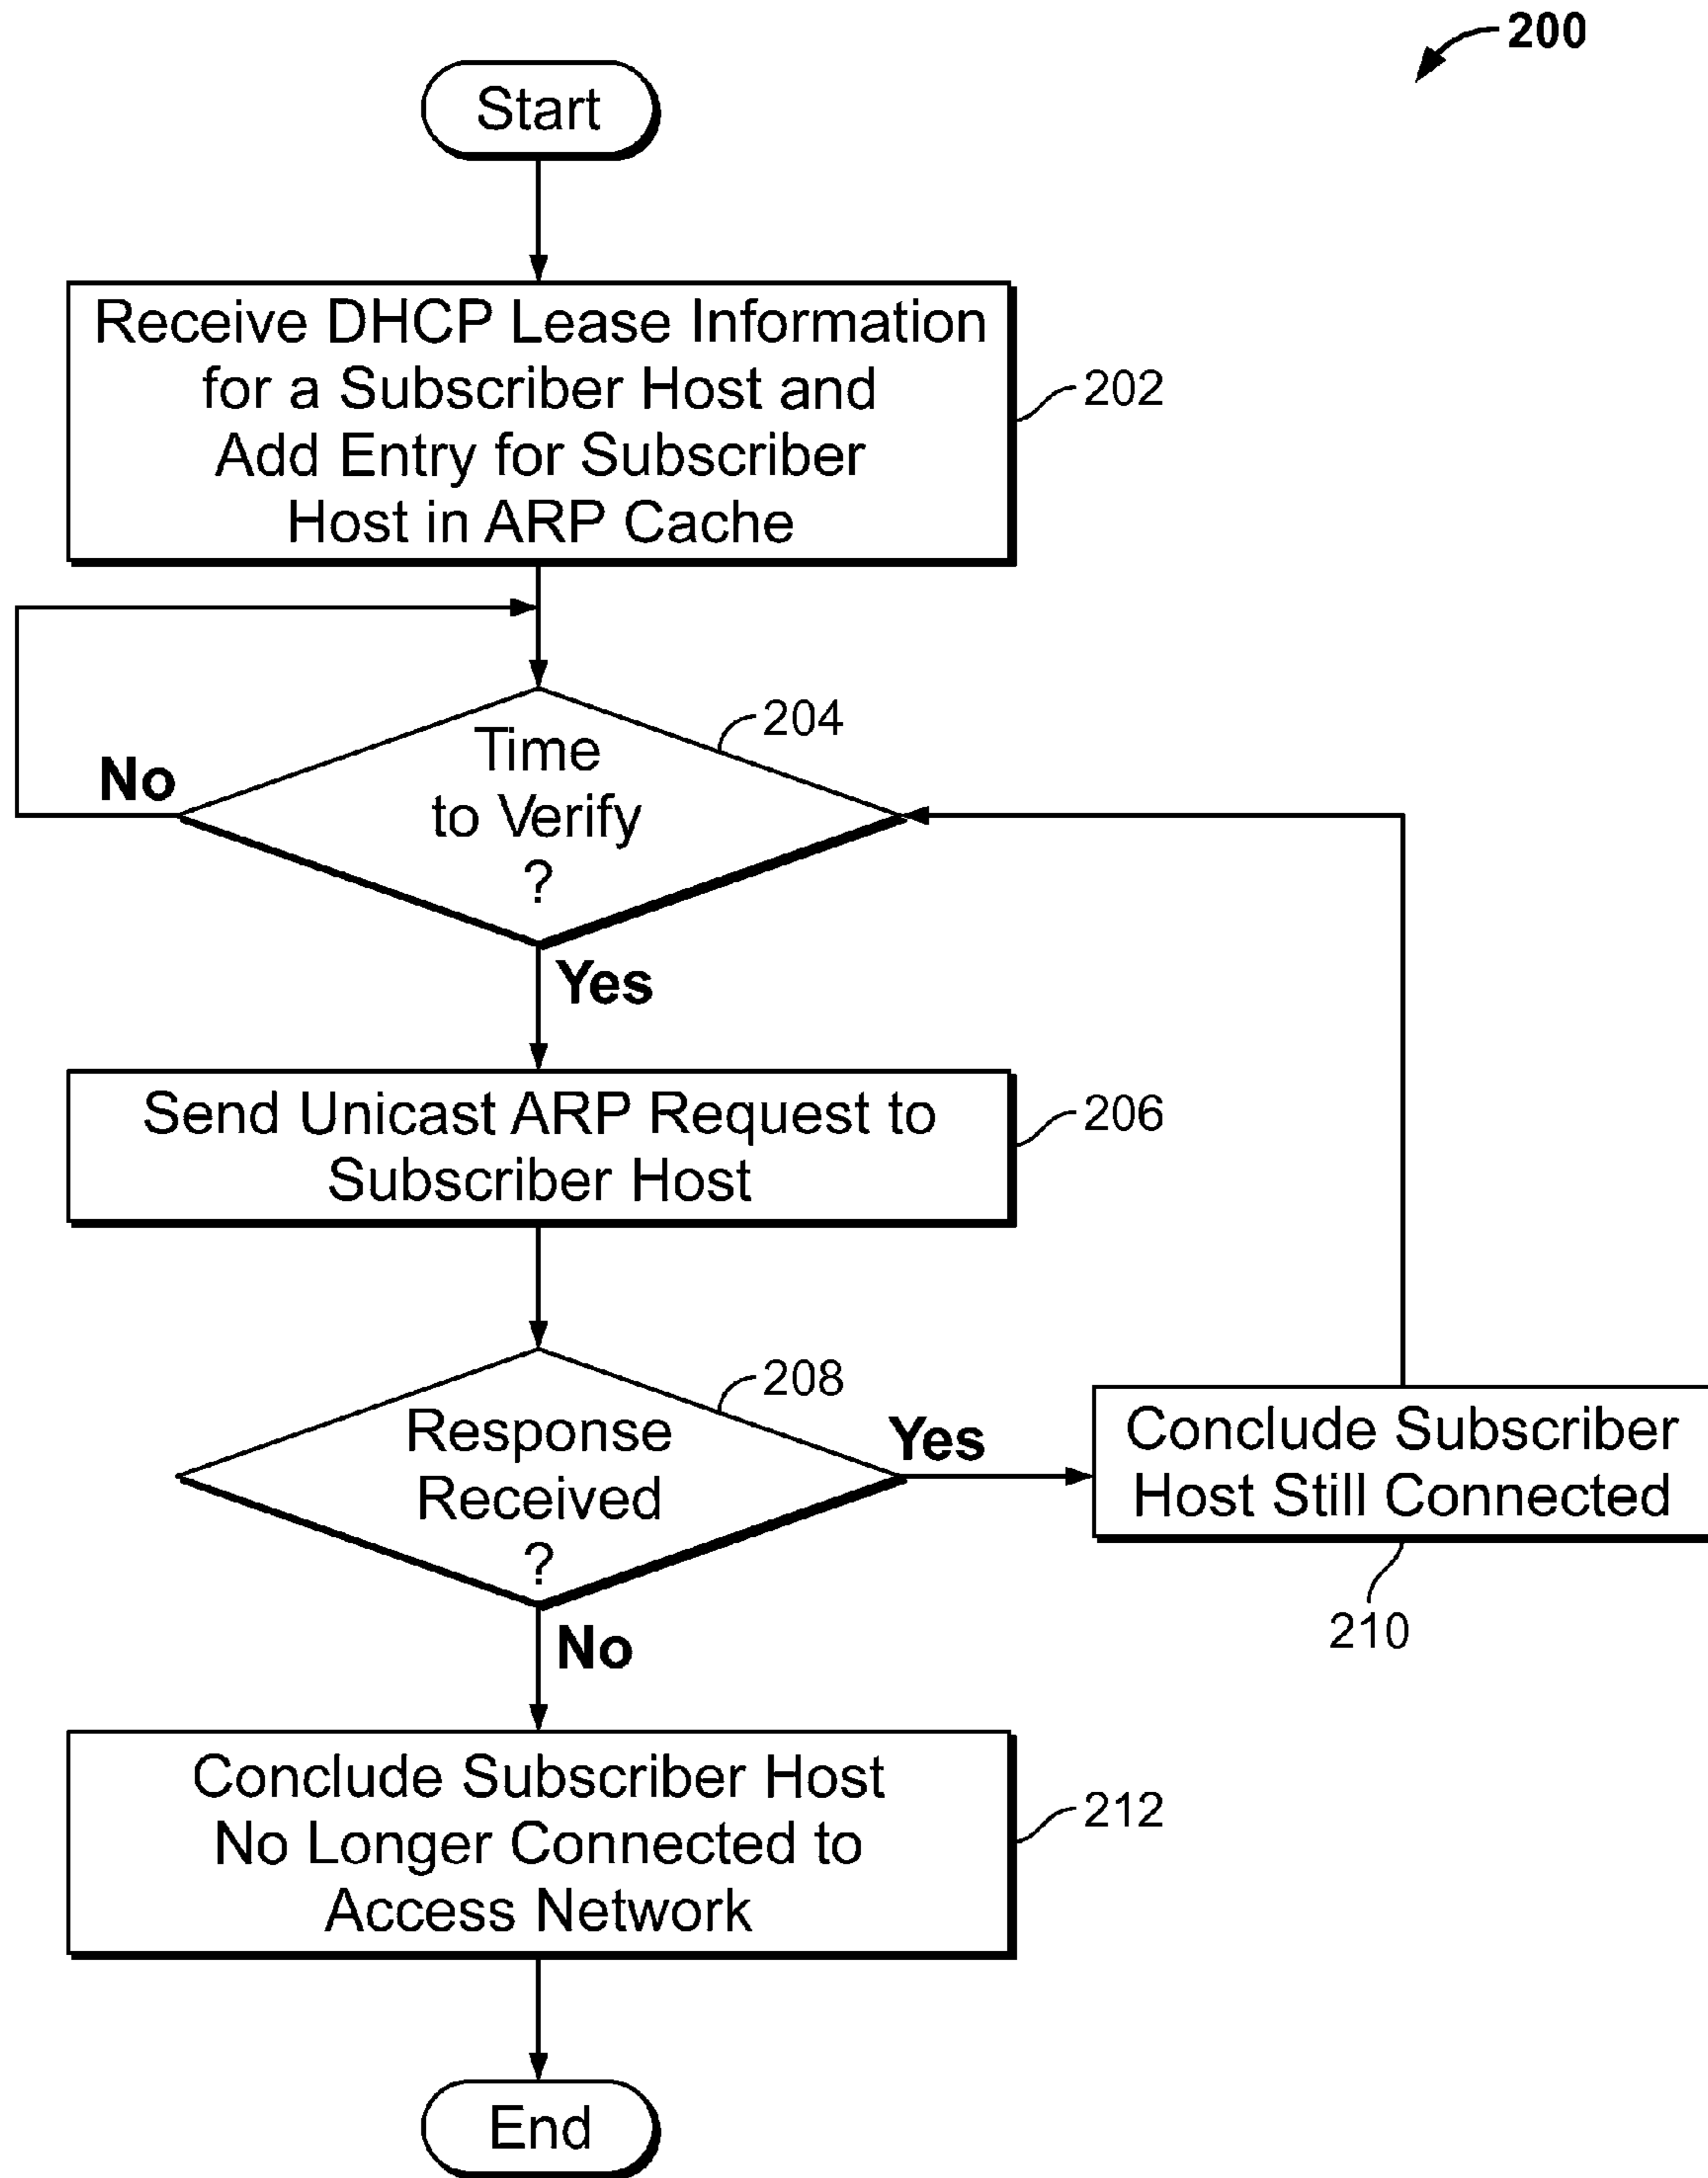 200
Start
Receive DHCP Lease Information
for a Subscriber Host and
Add Entry for Subscriber
Host in ARP Cache
202
204
Time
to Verify
?
No
Yes
Send Unicast ARP Request to
Subscriber Host
206
208
Response
Received
?
Yes
Conclude Subscriber
Host Still Connected
210
No
Conclude Subscriber Host
No Longer Connected to
Access Network
212
End